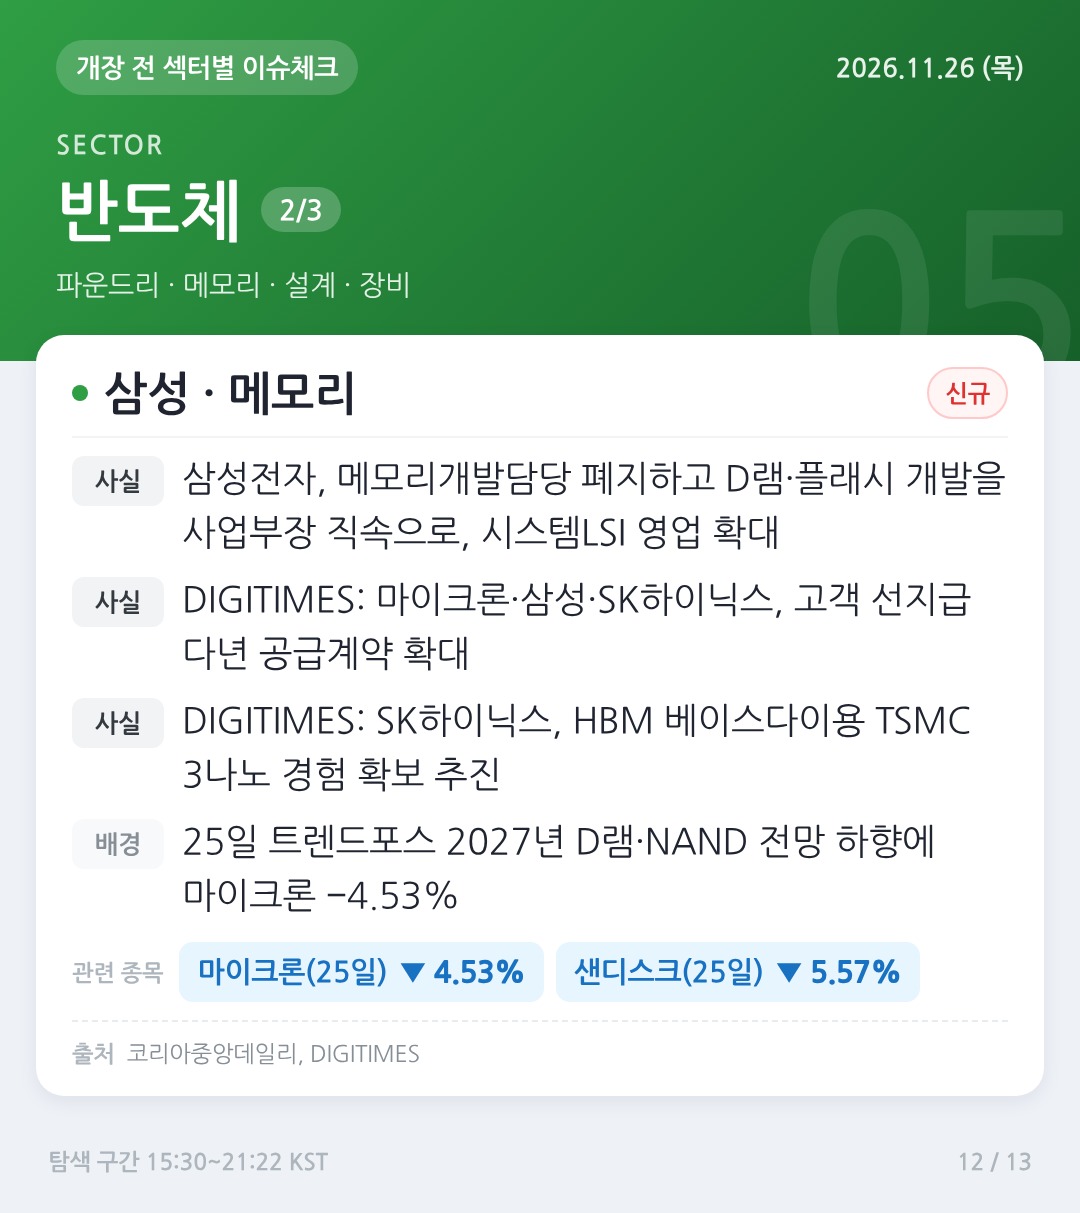 개장 전 섹터별 이슈체크
2026.11.26 (목)
SECTOR
반도체 2/3
파운드리 · 메모리 · 설계 · 장비
05
삼성 · 메모리
신규
사실 삼성전자, 메모리개발담당 폐지하고 D램·플래시 개발을
사업부장 직속으로, 시스템LSI 영업 확대
사실 DIGITIMES: 마이크론·삼성·SK하이닉스, 고객 선지급
다년 공급계약 확대
사실 DIGITIMES: SK하이닉스, HBM 베이스다이용 TSMC
3나노 경험 확보 추진
배경 25일 트렌드포스 2027년 D램·NAND 전망 하향에
마이크론 −4.53%
관련 종목 마이크론(25일) ▼ 4.53% 샌디스크(25일) ▼ 5.57%
출처 코리아중앙데일리, DIGITIMES
탐색 구간 15:30~21:22 KST
12 / 13